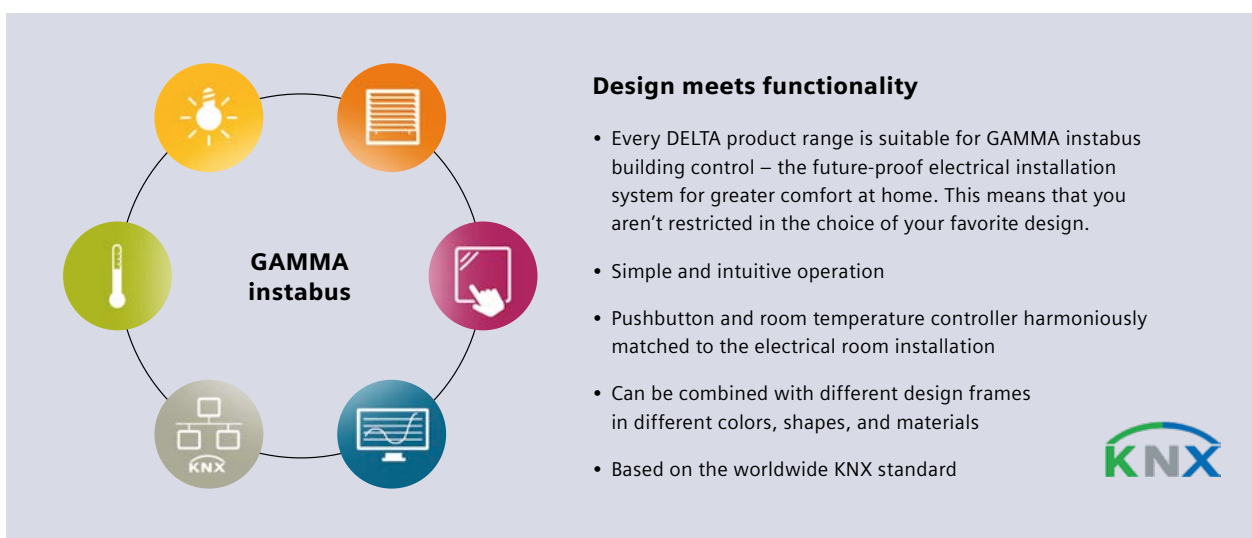 GAMMA
instabus
KNX
Design meets functionality
• Every DELTA product range is suitable for GAMMA instabus
building control – the future-proof electrical installation
system for greater comfort at home. This means that you
aren’t restricted in the choice of your favorite design.
• Simple and intuitive operation
• Pushbutton and room temperature controller harmoniously
matched to the electrical room installation
• Can be combined with different design frames
in different colors, shapes, and materials
• Based on the worldwide KNX standard
KNX